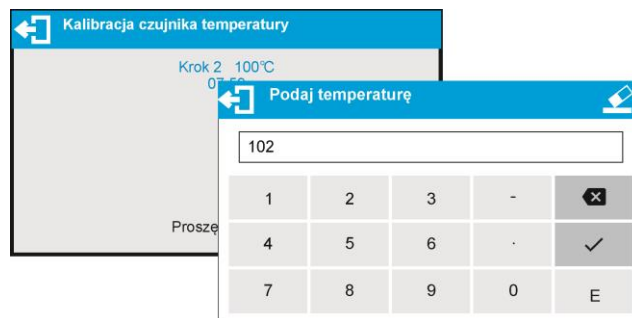 Kalibracja czujnika temperatury
Krok 2 100°C
Proszę
Podaj temperaturę
102
1 2 3 -
4 5 6 .
7 8 9 0 E